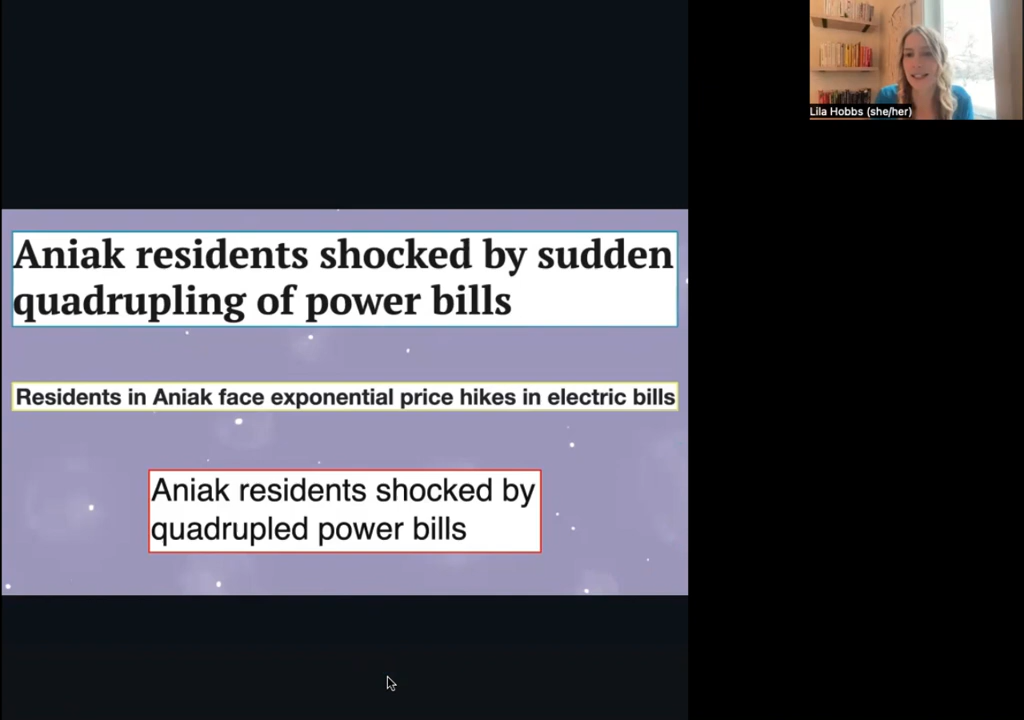 Lila Hobbs (she/her)
Aniak residents shocked by sudden
quadrupling of power bills
Residents in Aniak face exponential price hikes in electric bills
Aniak residents shocked by
quadrupled power bills